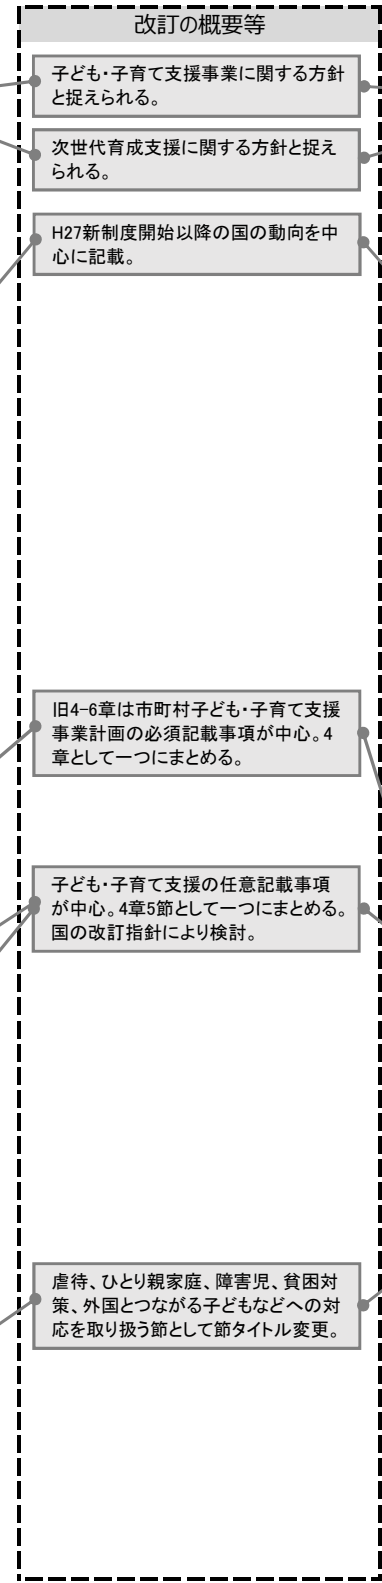 改訂の概要等
子ども・子育て支援事業に関する方針
と捉えられる。
次世代育成支援に関する方針と捉え
られる。
H27新制度開始以降の国の動向を中
心に記載。
旧4-6章は市町村子ども・子育て支援
事業計画の必須記載事項が中心。4
章として一つにまとめる。
子ども・子育て支援の任意記載事項
が中心。4章5節として一つにまとめる。
国の改訂指針により検討。
虐待、ひとり親家庭、障害児、貧困対
策、外国とつながる子どもなどへの対
応を取り扱う節として節タイトル変更。